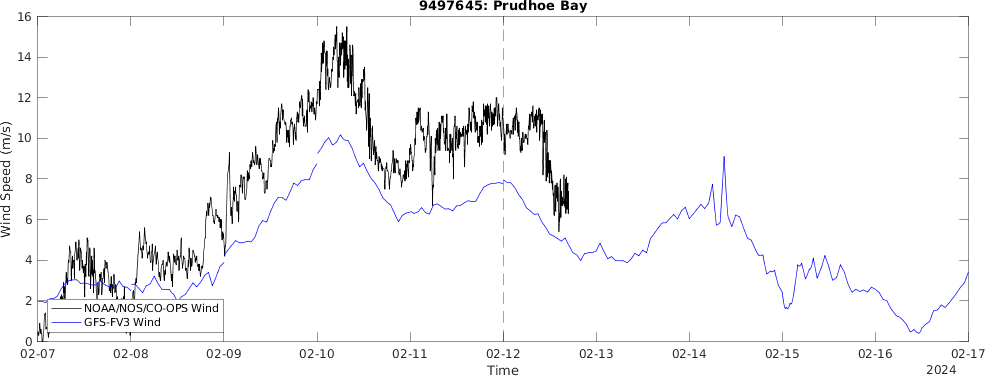 9497645: Prudhoe Bay
16
14
12
10
8
6
4
2
0
Wind Speed (m/s)
NOAA/NOS/CO-OPS Wind
GFS-FV3 Wind
02-07 02-08 02-09 02-10 02-11 02-12 02-13 02-14 02-15 02-16 02-17
Time
2024